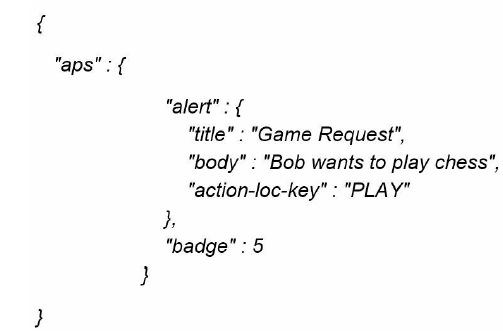 {
"aps" : {
"alert" : {
"title" : "Game Request",
"body" : "Bob wants to play chess",
"action-loc-key" : "PLAY"
},
"badge" : 5
}
}